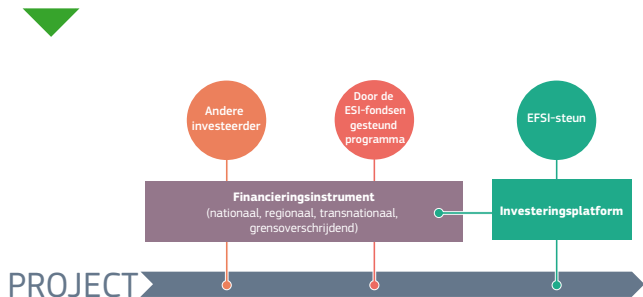 Andere
investeerder
Door de
ESI-fondsen
gesteund
programma
EFSI-steun
Financieringsinstrument
(nationaal, regionaal, transnationaal,
grensoverschrijdend)
Investeringsplatform
PROJECT